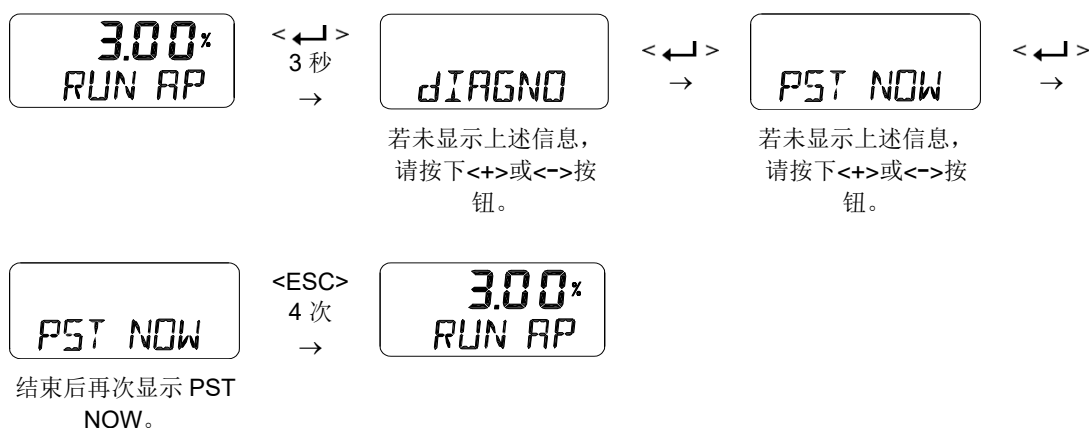 3.00%
RUN AP
< ↵ >
3 秒
→
dIAGNO
若未显示上述信息，
请按下<+>或<->按
钮。
< ↵ >
→
PST NOW
若未显示上述信息，
请按下<+>或<->按
钮。
< ↵ >
→
PST NOW
结束后再次显示 PST
NOW。
<ESC>
4 次
→
3.00%
RUN AP